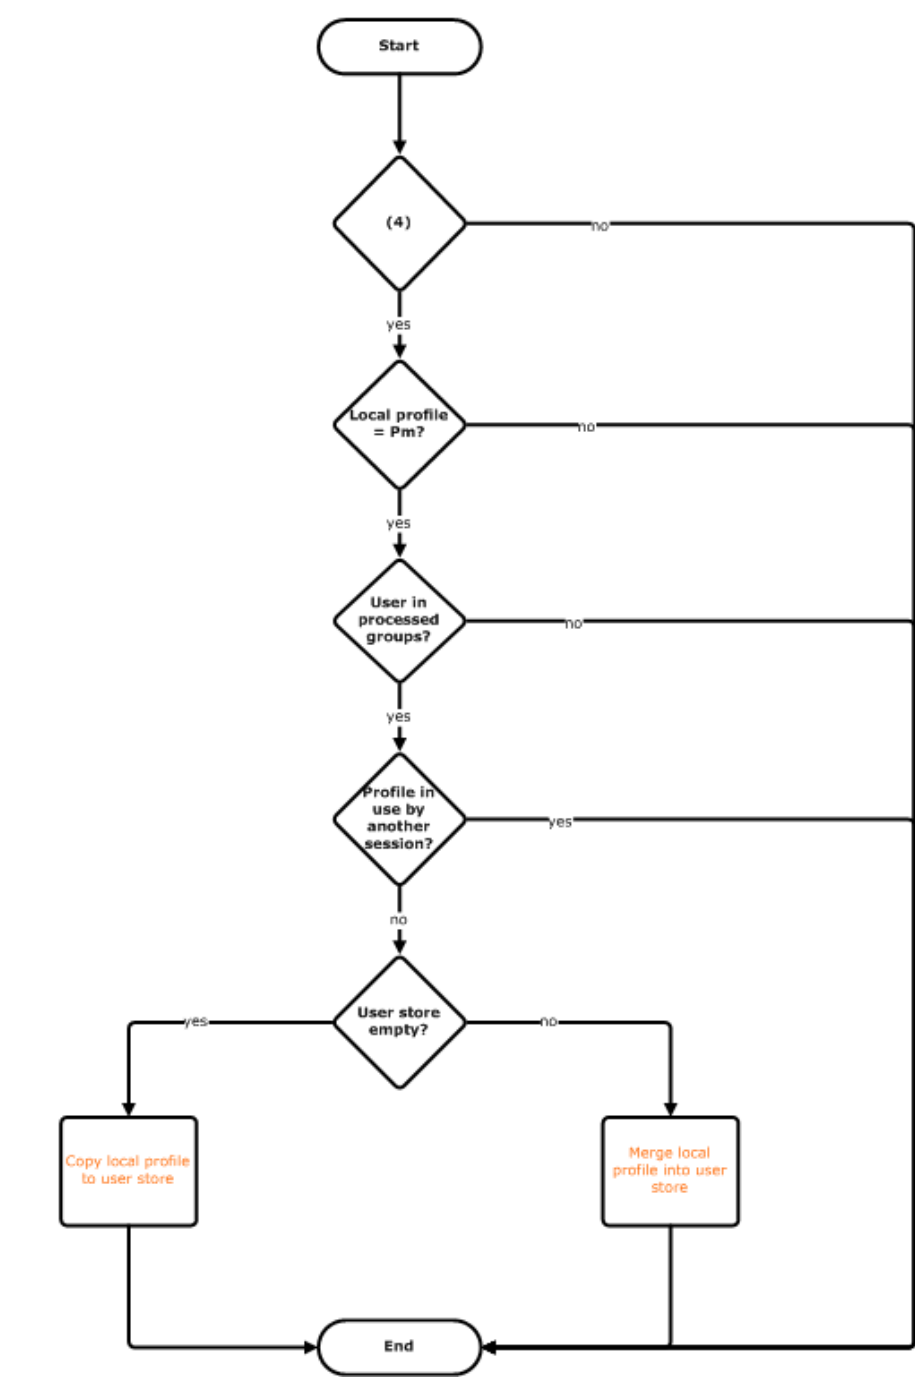 Start
(4)
no
yes
Local profile
= Pm?
no
yes
User in
processed
groups?
no
yes
Profile in
use by
another
session?
yes
no
User store
empty?
yes
no
Copy local profile
to user store
Merge local
profile into user
store
End